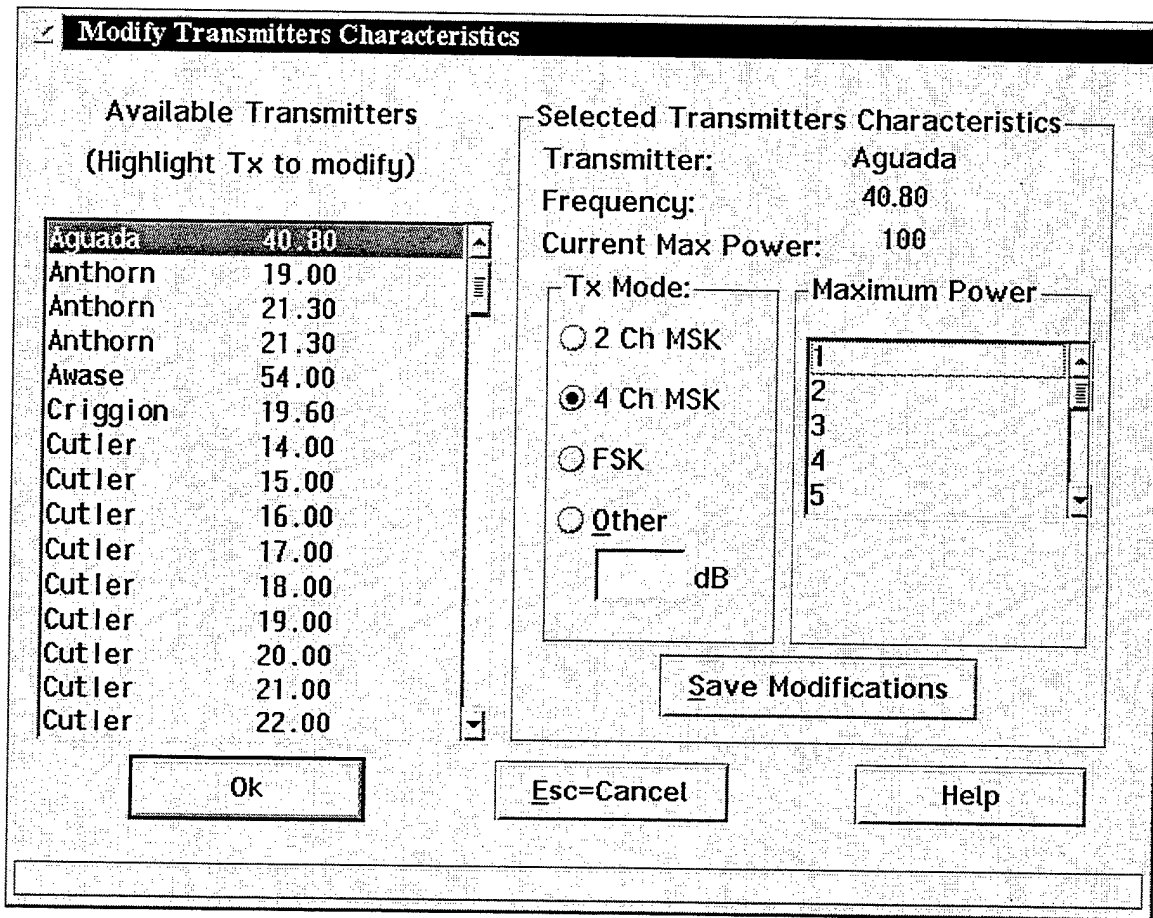 Modify Transmitters Characteristics
Available Transmitters
(Highlight Tx to modify)
Aguada 40.80
Anthorn 19.00
Anthorn 21.30
Anthorn 21.30
Awase 54.00
Criggion 19.60
Cutler 14.00
Cutler 15.00
Cutler 16.00
Cutler 17.00
Cutler 18.00
Cutler 19.00
Cutler 20.00
Cutler 21.00
Cutler 22.00
Selected Transmitters Characteristics
Transmitter: Aguada
Frequency: 40.80
Current Max Power: 100
Tx Mode:
2 Ch MSK
4 Ch MSK
FSK
Other
dB
Maximum Power
1
2
3
4
5
Save Modifications
Ok
Esc=Cancel
Help